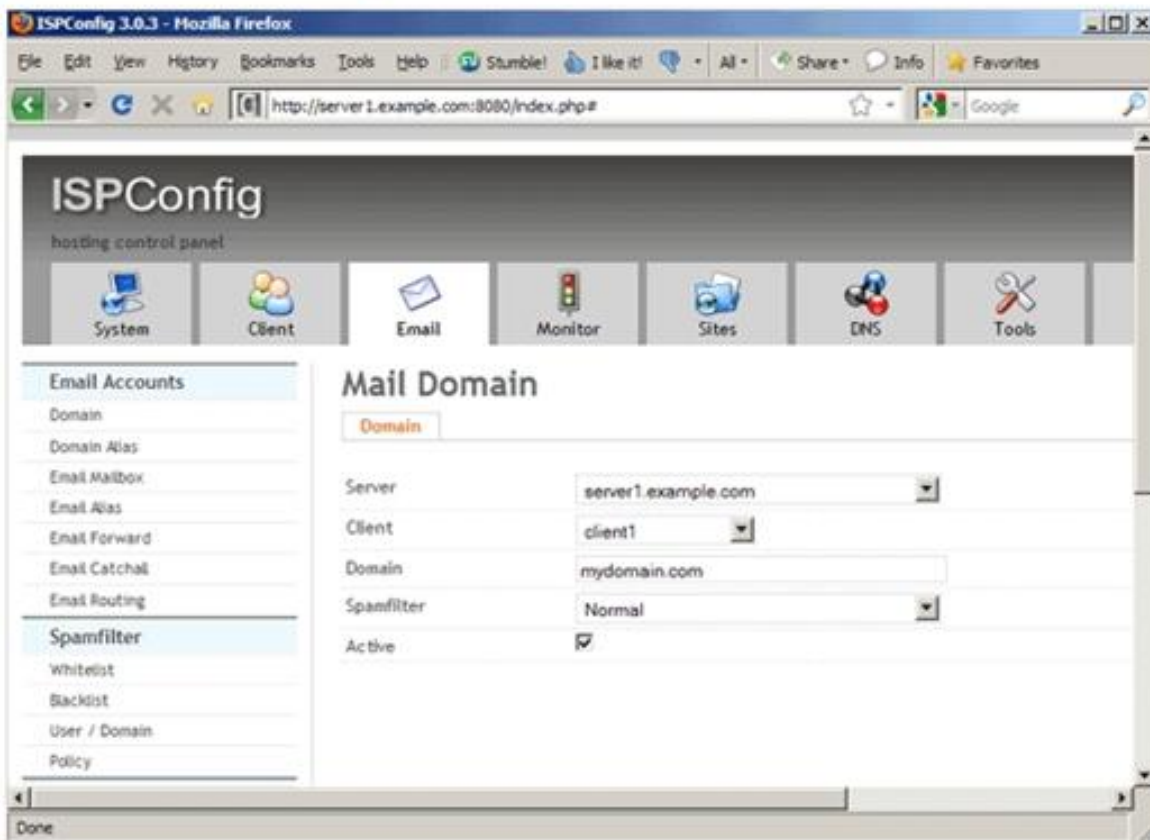 ISPConfig 3.0.3 - Mozilla Firefox
File Edit View History Bookmarks Tools Help Stumble! I like it! All Share Info Favorites
http://server1.example.com:8080/index.php# Google
ISPConfig
hosting control panel
System Client Email Monitor Sites DNS Tools
Email Accounts
Domain
Domain Alias
Email Mailbox
Email Alias
Email Forward
Email Catchall
Email Routing
Spamfilter
Whitelist
Blacklist
User / Domain
Policy
Mail Domain
Domain
Server server1.example.com
Client client1
Domain mydomain.com
Spamfilter Normal
Active
Done